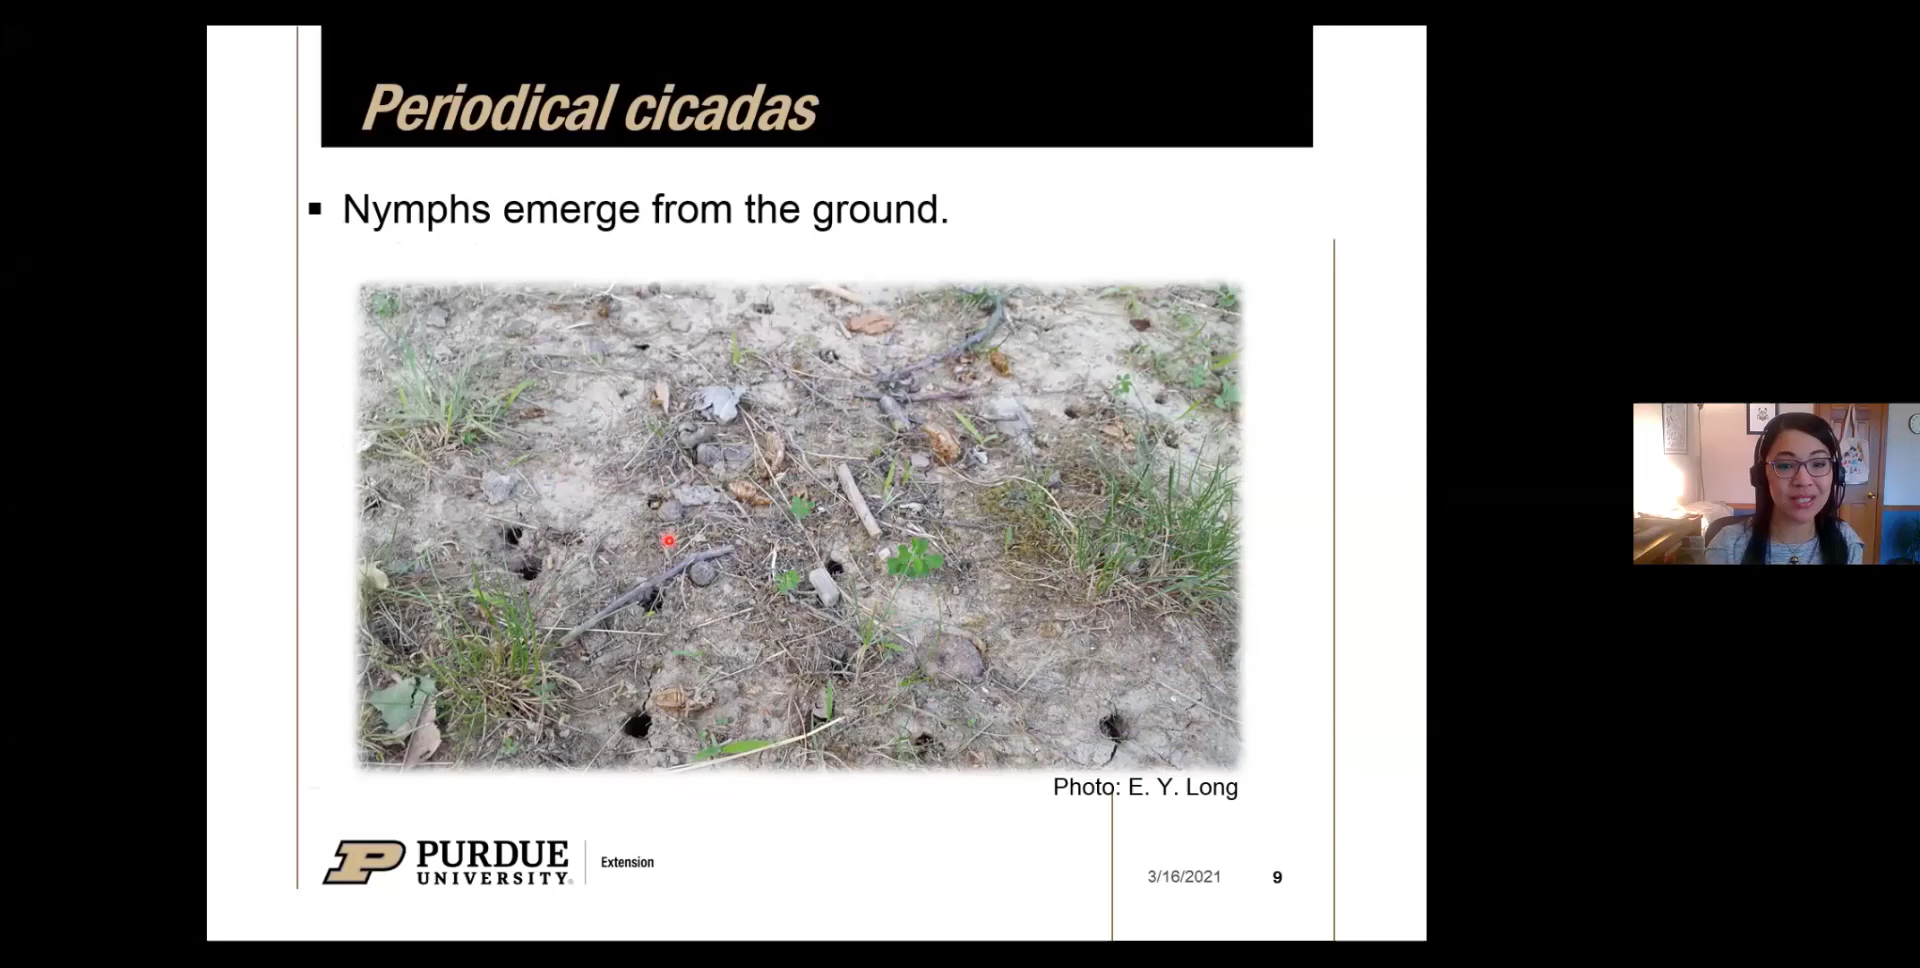 Periodical cicadas
▪ Nymphs emerge from the ground.
Photo: E. Y. Long
PURDUE
UNIVERSITY.
Extension
3/16/2021
9